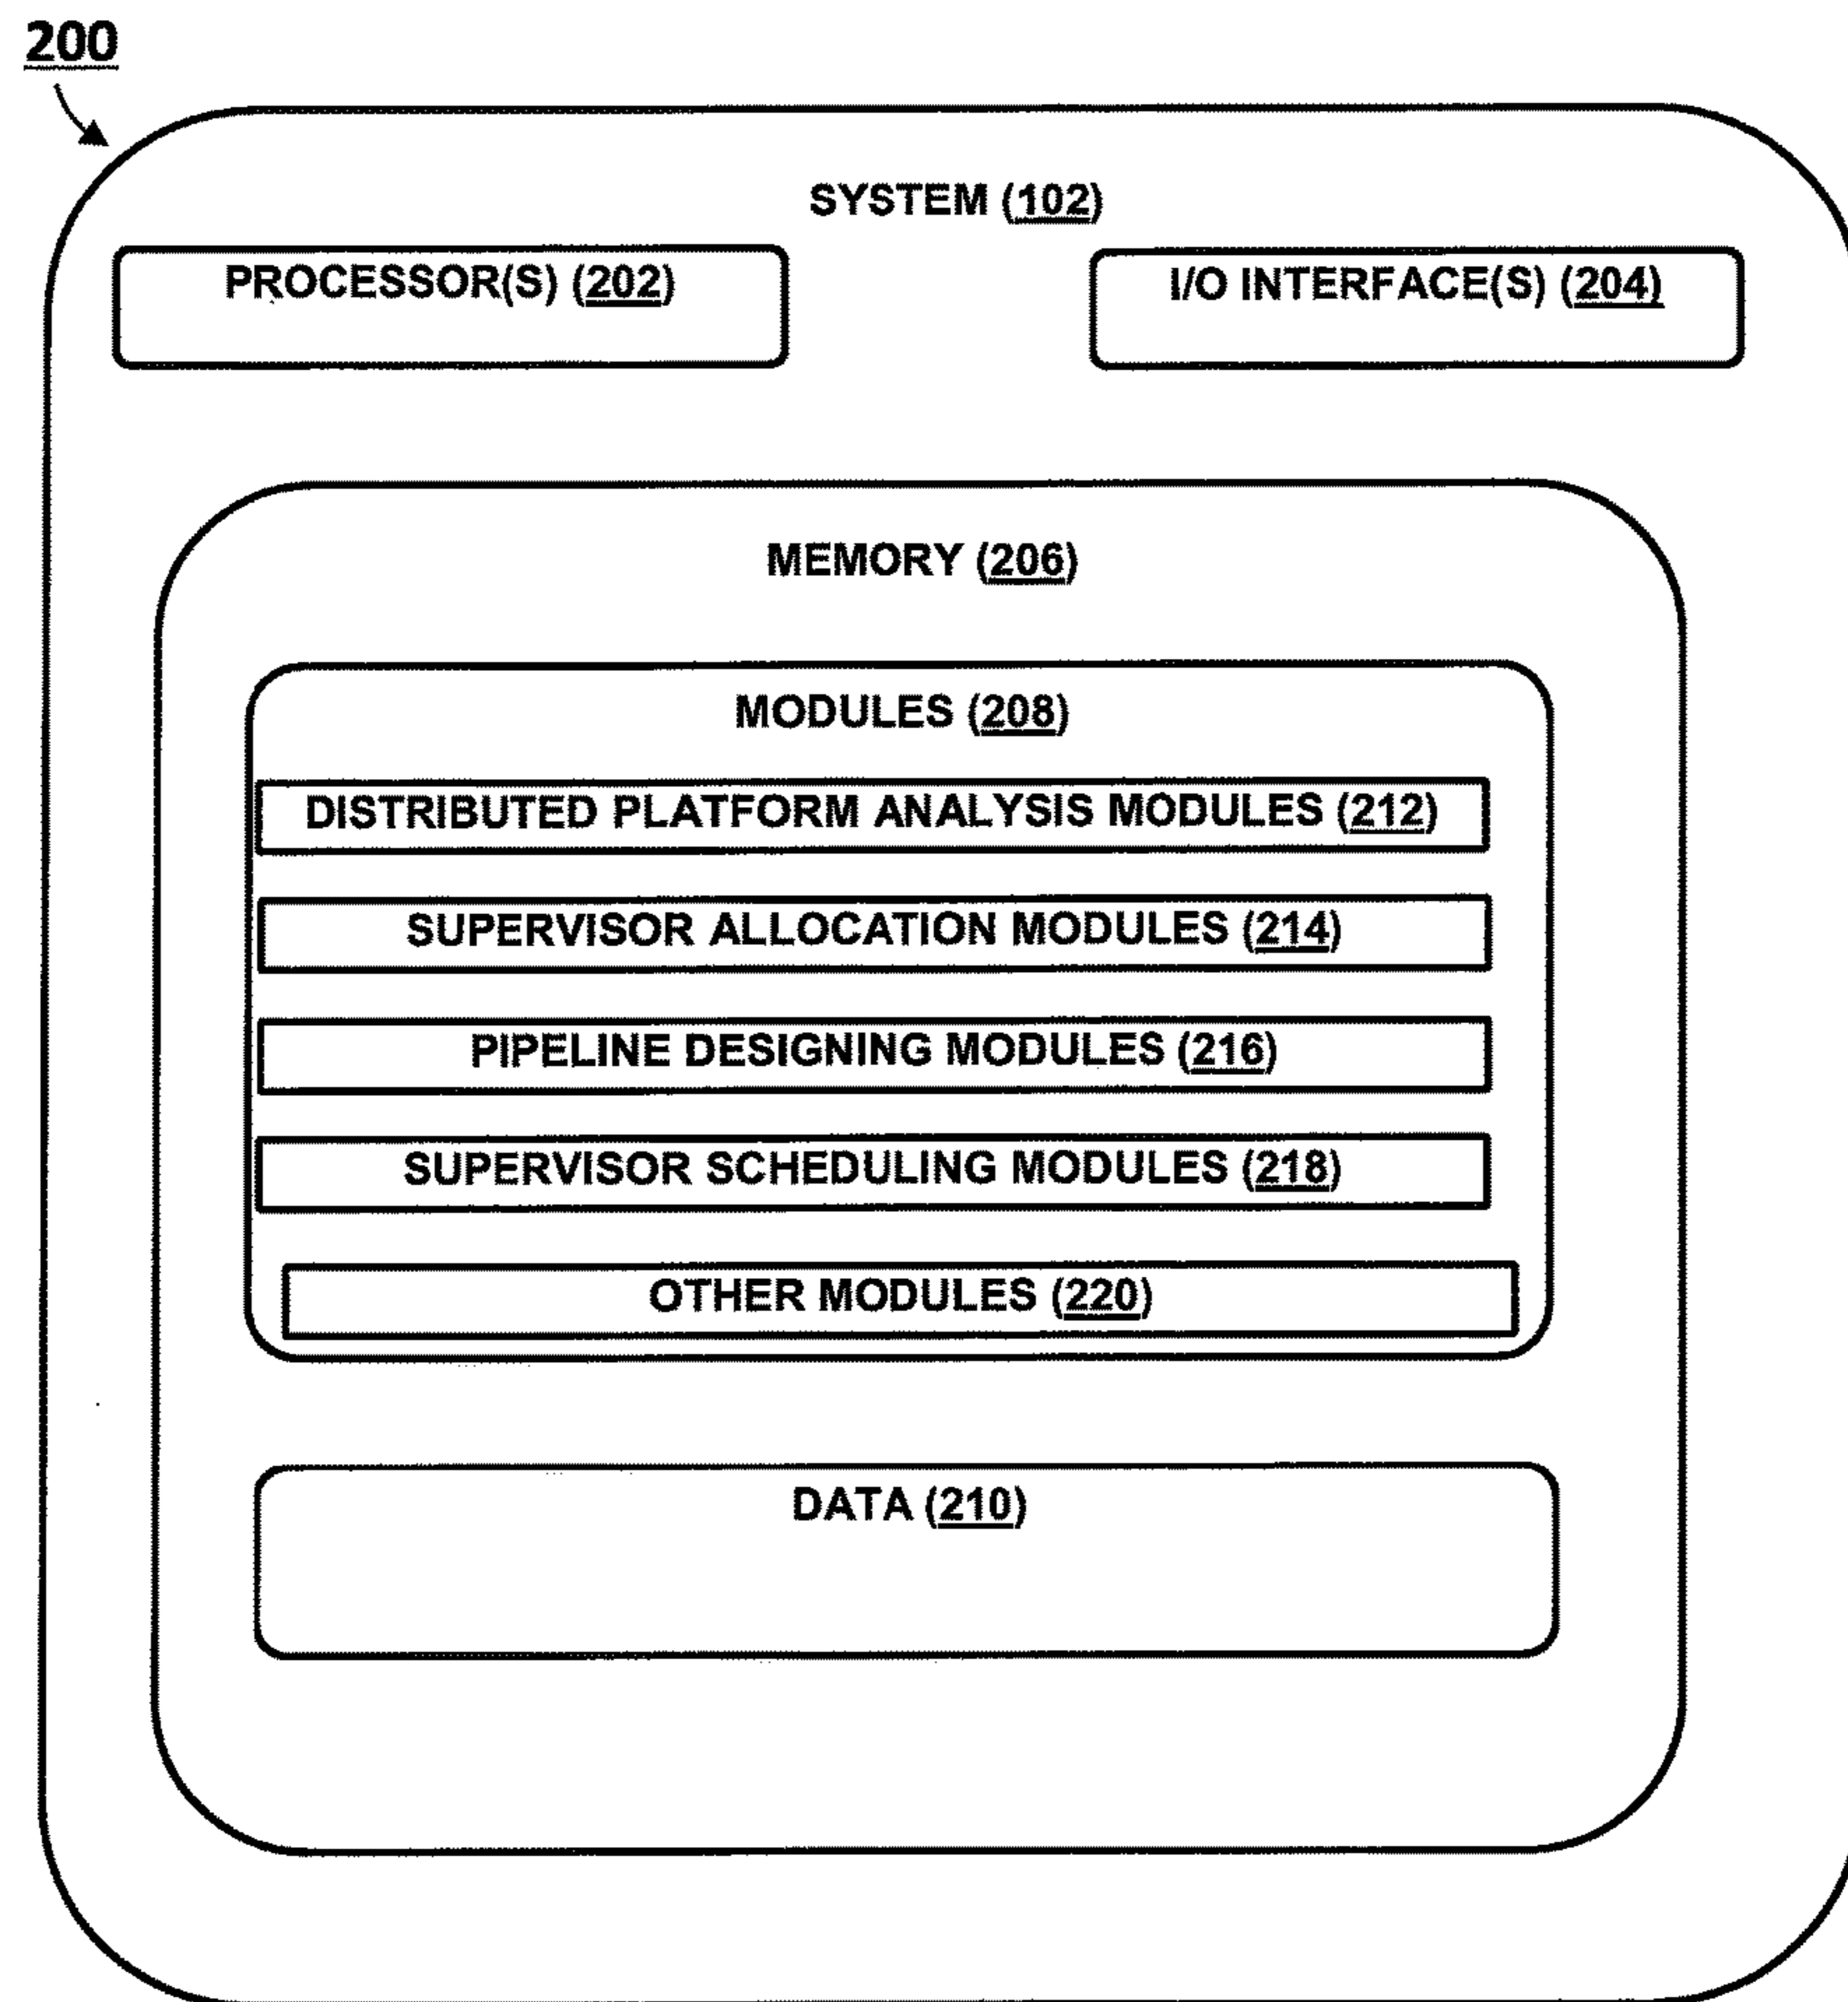 200
SYSTEM (102)
PROCESSOR(S) (202)
I/O INTERFACE(S) (204)
MEMORY (206)
MODULES (208)
DISTRIBUTED PLATFORM ANALYSIS MODULES (212)
SUPERVISOR ALLOCATION MODULES (214)
PIPELINE DESIGNING MODULES (216)
SUPERVISOR SCHEDULING MODULES (218)
OTHER MODULES (220)
DATA (210)